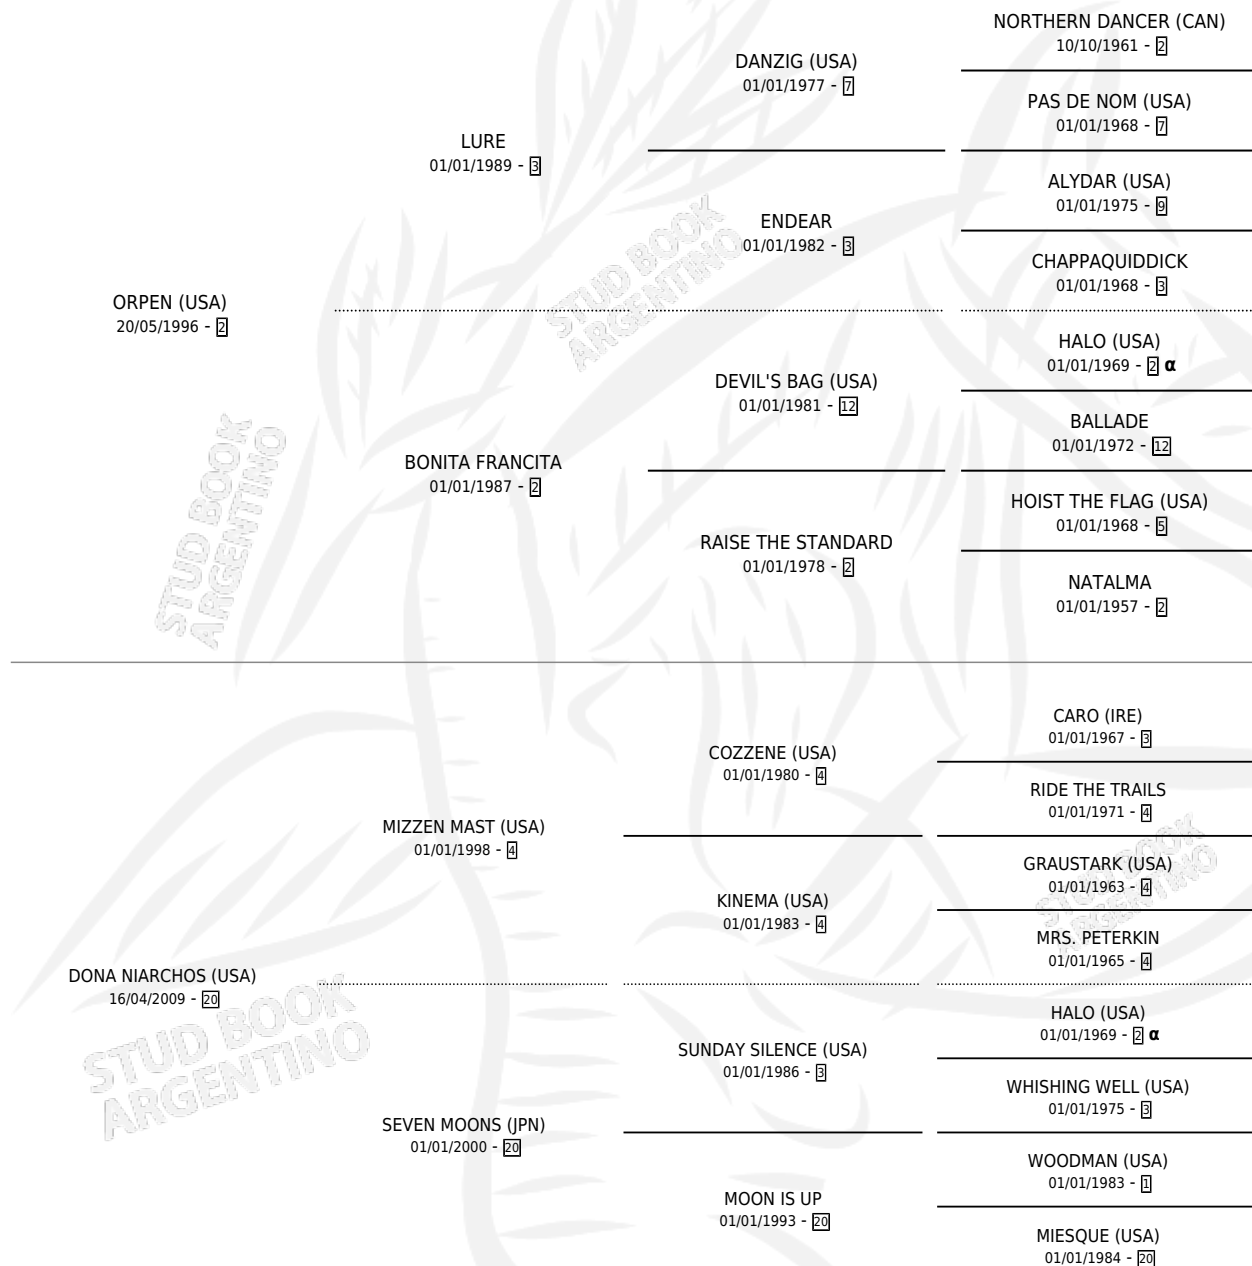 NORTHERN DANCER (CAN)
10/10/1961 - 2
DANZIG (USA)
01/01/1977 - 7
PAS DE NOM (USA)
01/01/1968 - 7
LURE
01/01/1989 - 3
ALYDAR (USA)
01/01/1975 - 9
ENDEAR
01/01/1982 - 3
CHAPPAQUIDDICK
01/01/1968 - 3
ORPEN (USA)
20/05/1996 - 2
HALO (USA)
01/01/1969 - 2 α
DEVIL'S BAG (USA)
01/01/1981 - 12
BALLADE
01/01/1972 - 12
BONITA FRANCITA
01/01/1987 - 2
HOIST THE FLAG (USA)
01/01/1968 - 5
RAISE THE STANDARD
01/01/1978 - 2
NATALMA
01/01/1957 - 2
CARO (IRE)
01/01/1967 - 3
COZZENE (USA)
01/01/1980 - 4
RIDE THE TRAILS
01/01/1971 - 4
MIZZEN MAST (USA)
01/01/1998 - 4
GRAUSTARK (USA)
01/01/1963 - 4
KINEMA (USA)
01/01/1983 - 4
MRS. PETERKIN
01/01/1965 - 4
DONA NIARCHOS (USA)
16/04/2009 - 20
HALO (USA)
01/01/1969 - 2 α
SUNDAY SILENCE (USA)
01/01/1986 - 3
WHISHING WELL (USA)
01/01/1975 - 3
SEVEN MOONS (JPN)
01/01/2000 - 20
WOODMAN (USA)
01/01/1983 - 1
MOON IS UP
01/01/1993 - 20
MIESQUE (USA)
01/01/1984 - 20
STUD BOOK
ARGENTINO
STUD BOOK
ARGENTINO
STUD BOOK
ARGENTINO
STUD BOOK
ARGENTINO